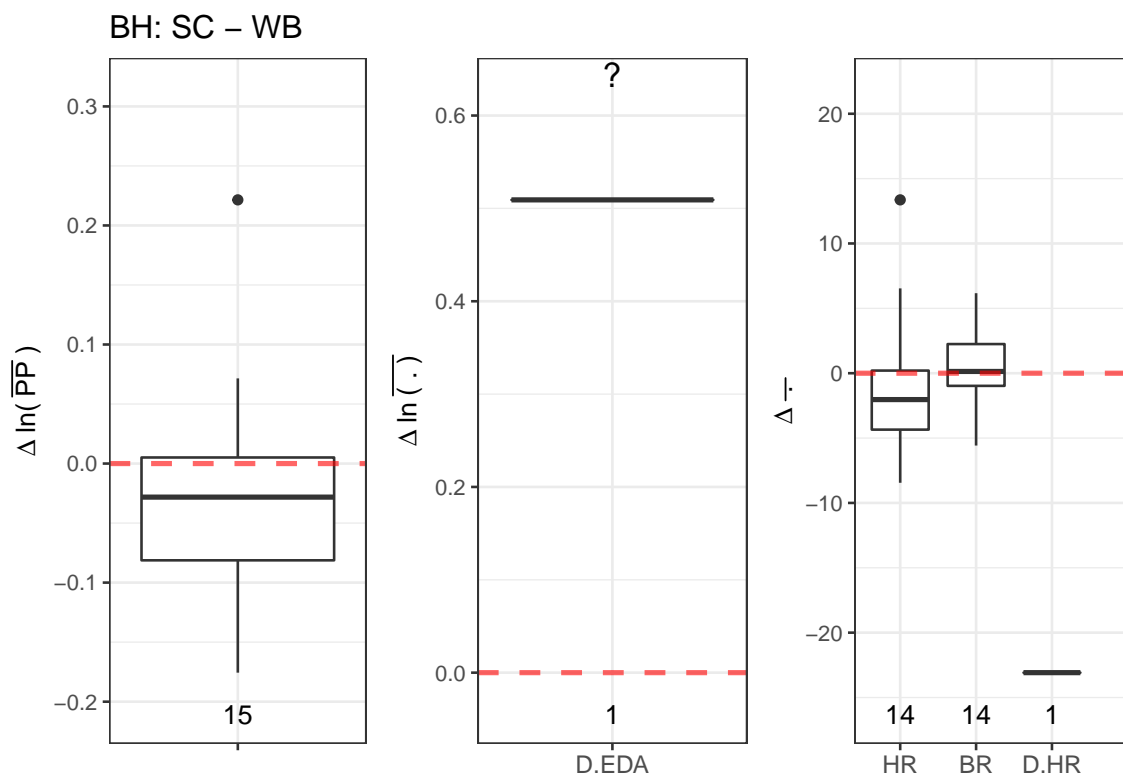 BH: SC − WB
Δ ln( PP )
0.3
0.2
0.1
0.0
−0.1
−0.2
15
Δ ln ( . )
0.6
0.4
0.2
0.0
?
1
D.EDA
Δ .
20
10
0
−10
−20
14 14 1
HR BR D.HR